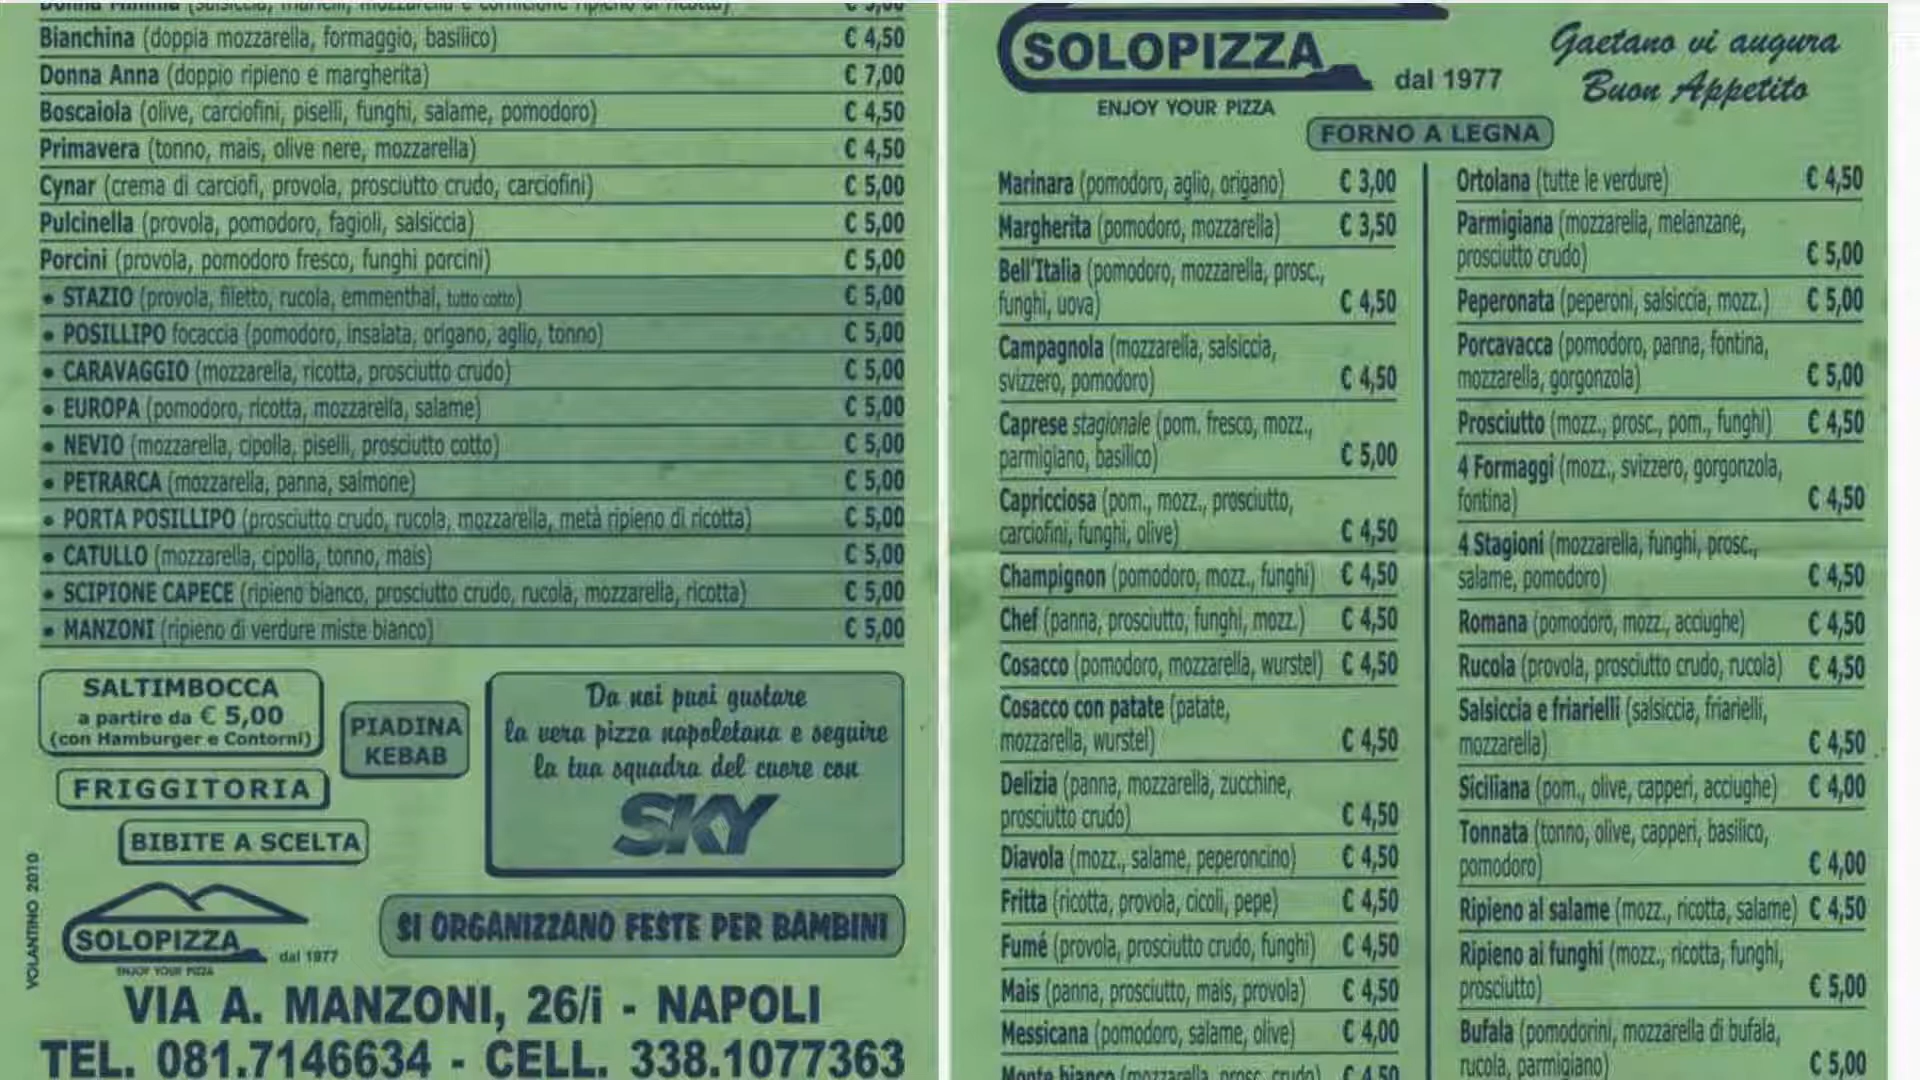 Bianchina (doppia mozzarella, formaggio, basilico) € 4,50
Donna Anna (doppio ripieno e margherita) € 7,00
Boscaiola (olive, carciofini, piselli, funghi, salame, pomodoro) € 4,50
Primavera (tonno, mais, olive nere, mozzarella) € 4,50
Cynar (crema di carciofi, provola, prosciutto crudo, carciofini) € 5,00
Pulcinella (provola, pomodoro, fagioli, salsiccia) € 5,00
Porcini (provola, pomodoro fresco, funghi porcini) € 5,00
• STAZIO (provola, filetto, rucola, emmenthal, tutto cotto) € 5,00
• POSILLIPO focaccia (pomodoro, insalata, origano, aglio, tonno) € 5,00
• CARAVAGGIO (mozzarella, ricotta, prosciutto crudo) € 5,00
• EUROPA (pomodoro, ricotta, mozzarella, salame) € 5,00
• NEVIO (mozzarella, cipolla, piselli, prosciutto cotto) € 5,00
• PETRARCA (mozzarella, panna, salmone) € 5,00
• PORTA POSILLIPO (prosciutto crudo, rucola, mozzarella, metà ripieno di ricotta) € 5,00
• CATULLO (mozzarella, cipolla, tonno, mais) € 5,00
• SCIPIONE CAPECE (ripieno bianco, prosciutto crudo, rucola, mozzarella, ricotta) € 5,00
• MANZONI (ripieno di verdure miste bianco) € 5,00
SALTIMBOCCA
a partire da € 5,00
(con Hamburger e Contorni)
PIADINA
KEBAB
FRIGGITORIA
BIBITE A SCELTA
Da noi puoi gustare
la vera pizza napoletana e seguire
la tua squadra del cuore con
SKY
VOLANTINO 2010
SOLOPIZZA
dal 1977
ENJOY YOUR PIZZA
SI ORGANIZZANO FESTE PER BAMBINI
VIA A. MANZONI, 26/i - NAPOLI
TEL. 081.7146634 - CELL. 338.1077363
SOLOPIZZA
dal 1977
ENJOY YOUR PIZZA
Gaetano vi augura
Buon Appetito
FORNO A LEGNA
Marinara (pomodoro, aglio, origano) € 3,00
Margherita (pomodoro, mozzarella) € 3,50
Bell'Italia (pomodoro, mozzarella, prosc.,
funghi, uova) € 4,50
Campagnola (mozzarella, salsiccia,
svizzero, pomodoro) € 4,50
Caprese stagionale (pom. fresco, mozz.,
parmigiano, basilico) € 5,00
Capricciosa (pom., mozz., prosciutto,
carciofini, funghi, olive) € 4,50
Champignon (pomodoro, mozz., funghi) € 4,50
Chef (panna, prosciutto, funghi, mozz.) € 4,50
Cosacco (pomodoro, mozzarella, wurstel) € 4,50
Cosacco con patate (patate,
mozzarella, wurstel) € 4,50
Delizia (panna, mozzarella, zucchine,
prosciutto crudo) € 4,50
Diavola (mozz., salame, peperoncino) € 4,50
Fritta (ricotta, provola, cicoli, pepe) € 4,50
Fumé (provola, prosciutto crudo, funghi) € 4,50
Mais (panna, prosciutto, mais, provola) € 4,50
Messicana (pomodoro, salame, olive) € 4,00
Monte bianco (mozzarella, prosc. crudo) € 4,50
Ortolana (tutte le verdure) € 4,50
Parmigiana (mozzarella, melanzane,
prosciutto crudo) € 5,00
Peperonata (peperoni, salsiccia, mozz.) € 5,00
Porcavacca (pomodoro, panna, fontina,
mozzarella, gorgonzola) € 5,00
Prosciutto (mozz., prosc., pom., funghi) € 4,50
4 Formaggi (mozz., svizzero, gorgonzola,
fontina) € 4,50
4 Stagioni (mozzarella, funghi, prosc.,
salame, pomodoro) € 4,50
Romana (pomodoro, mozz., acciughe) € 4,50
Rucola (provola, prosciutto crudo, rucola) € 4,50
Salsiccia e friarielli (salsiccia, friarielli,
mozzarella) € 4,50
Siciliana (pom., olive, capperi, acciughe) € 4,00
Tonnata (tonno, olive, capperi, basilico,
pomodoro) € 4,00
Ripieno al salame (mozz., ricotta, salame) € 4,50
Ripieno ai funghi (mozz., ricotta, funghi,
prosciutto) € 5,00
Bufala (pomodorini, mozzarella di bufala,
rucola, parmigiano) € 5,00